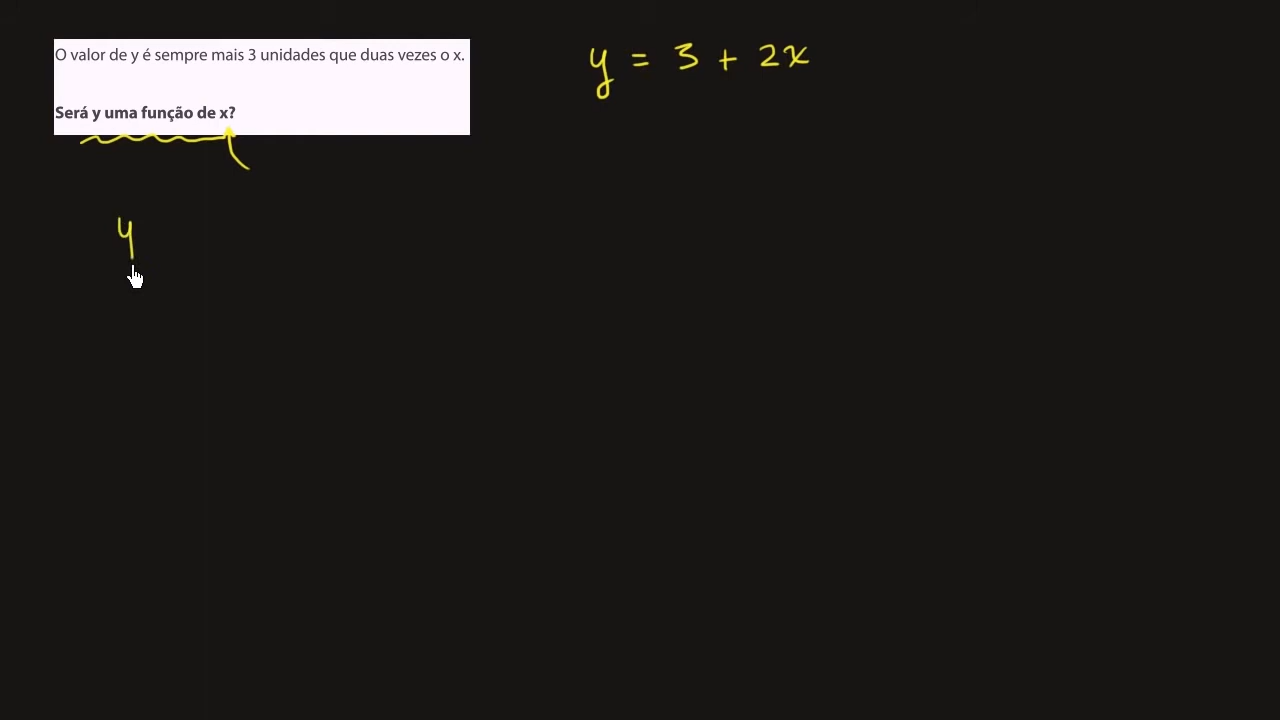 O valor de y é sempre mais 3 unidades que duas vezes o x.
y = 3 + 2x
Será y uma função de x?
y